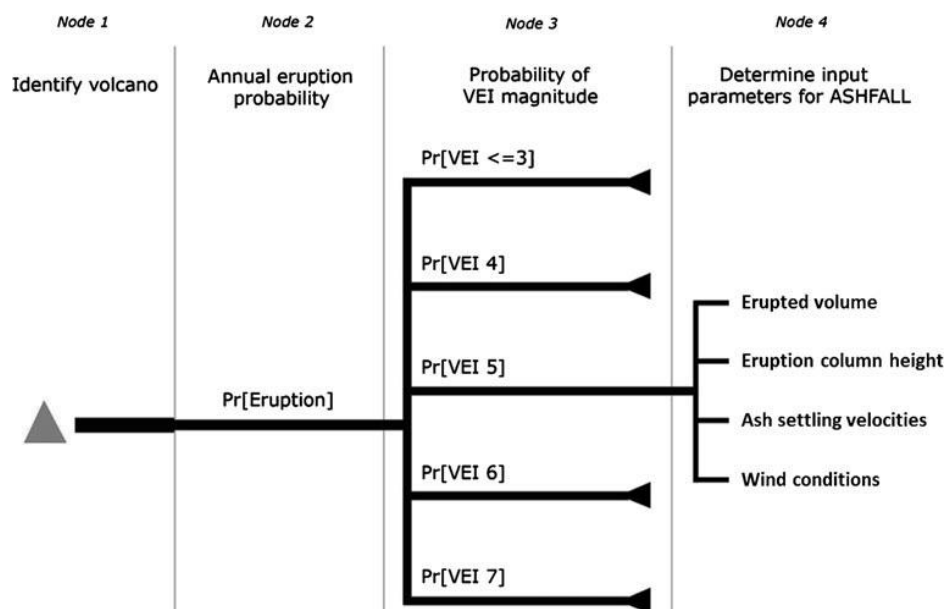 Node 1
Node 2
Node 3
Node 4
Identify volcano
Annual eruption
probability
Probability of
VEI magnitude
Determine input
parameters for ASHFALL
Pr[Eruption]
Pr[VEI <=3]
Pr[VEI 4]
Pr[VEI 5]
Pr[VEI 6]
Pr[VEI 7]
Erupted volume
Eruption column height
Ash settling velocities
Wind conditions